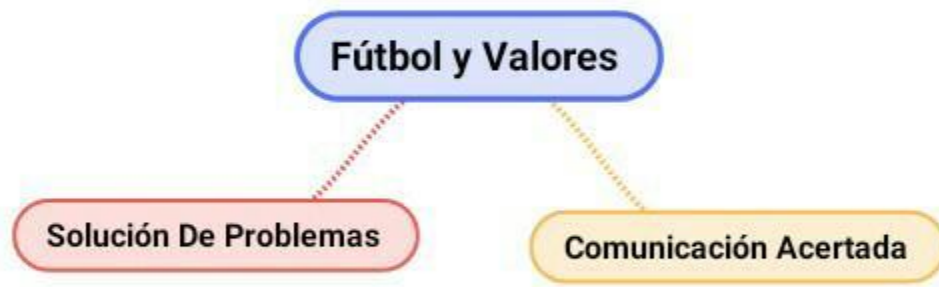 Fútbol y Valores
Solución De Problemas
Comunicación Acertada